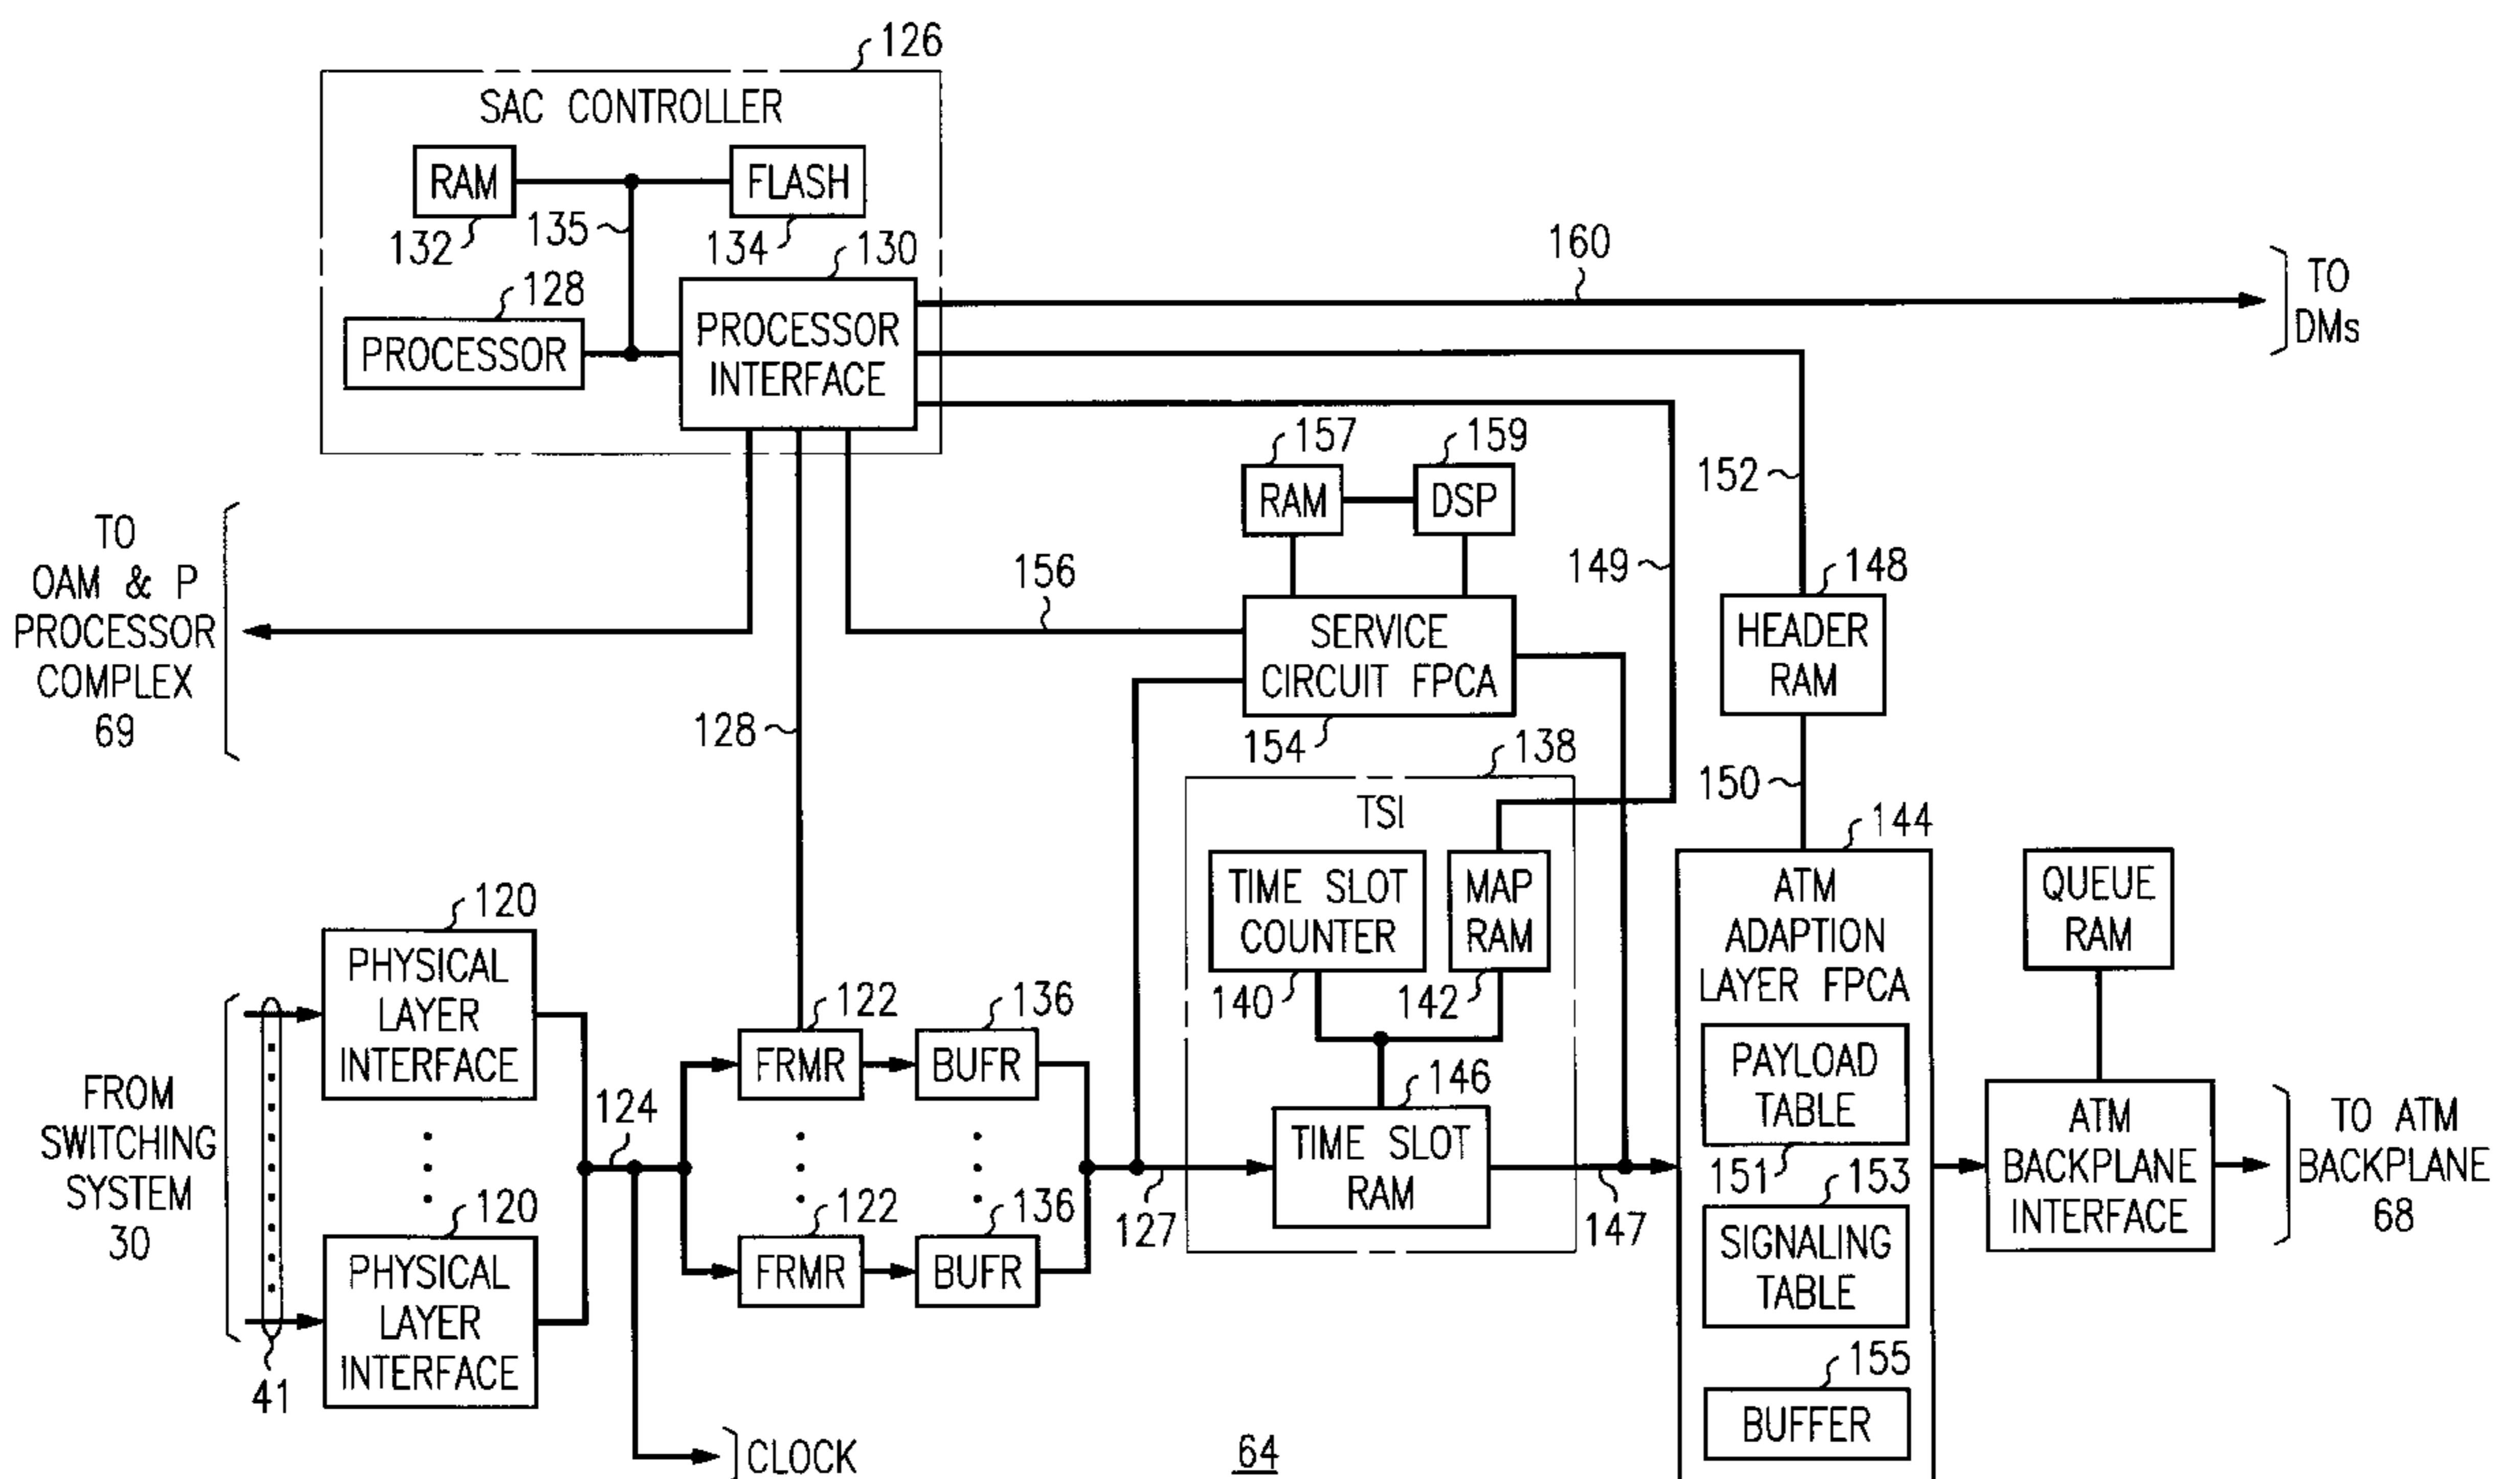 126
SAC CONTROLLER
RAM
FLASH
132
135
134
130
128
PROCESSOR
PROCESSOR
INTERFACE
160
TO
DMs
157
RAM
159
DSP
152
149
156
148
HEADER
RAM
150
TO
OAM & P
PROCESSOR
COMPLEX
69
SERVICE
CIRCUIT FPCA
154
128
138
TSI
TIME SLOT
COUNTER
140
MAP
RAM
142
144
ATM
ADAPTION
LAYER FPCA
QUEUE
RAM
120
PHYSICAL
LAYER
INTERFACE
122
FRMR
136
BUFR
146
TIME SLOT
RAM
PAYLOAD
TABLE
151
153
SIGNALING
TABLE
155
BUFFER
ATM
BACKPLANE
INTERFACE
TO ATM
BACKPLANE
68
FROM
SWITCHING
SYSTEM
30
124
120
PHYSICAL
LAYER
INTERFACE
122
FRMR
136
BUFR
127
147
41
CLOCK
64